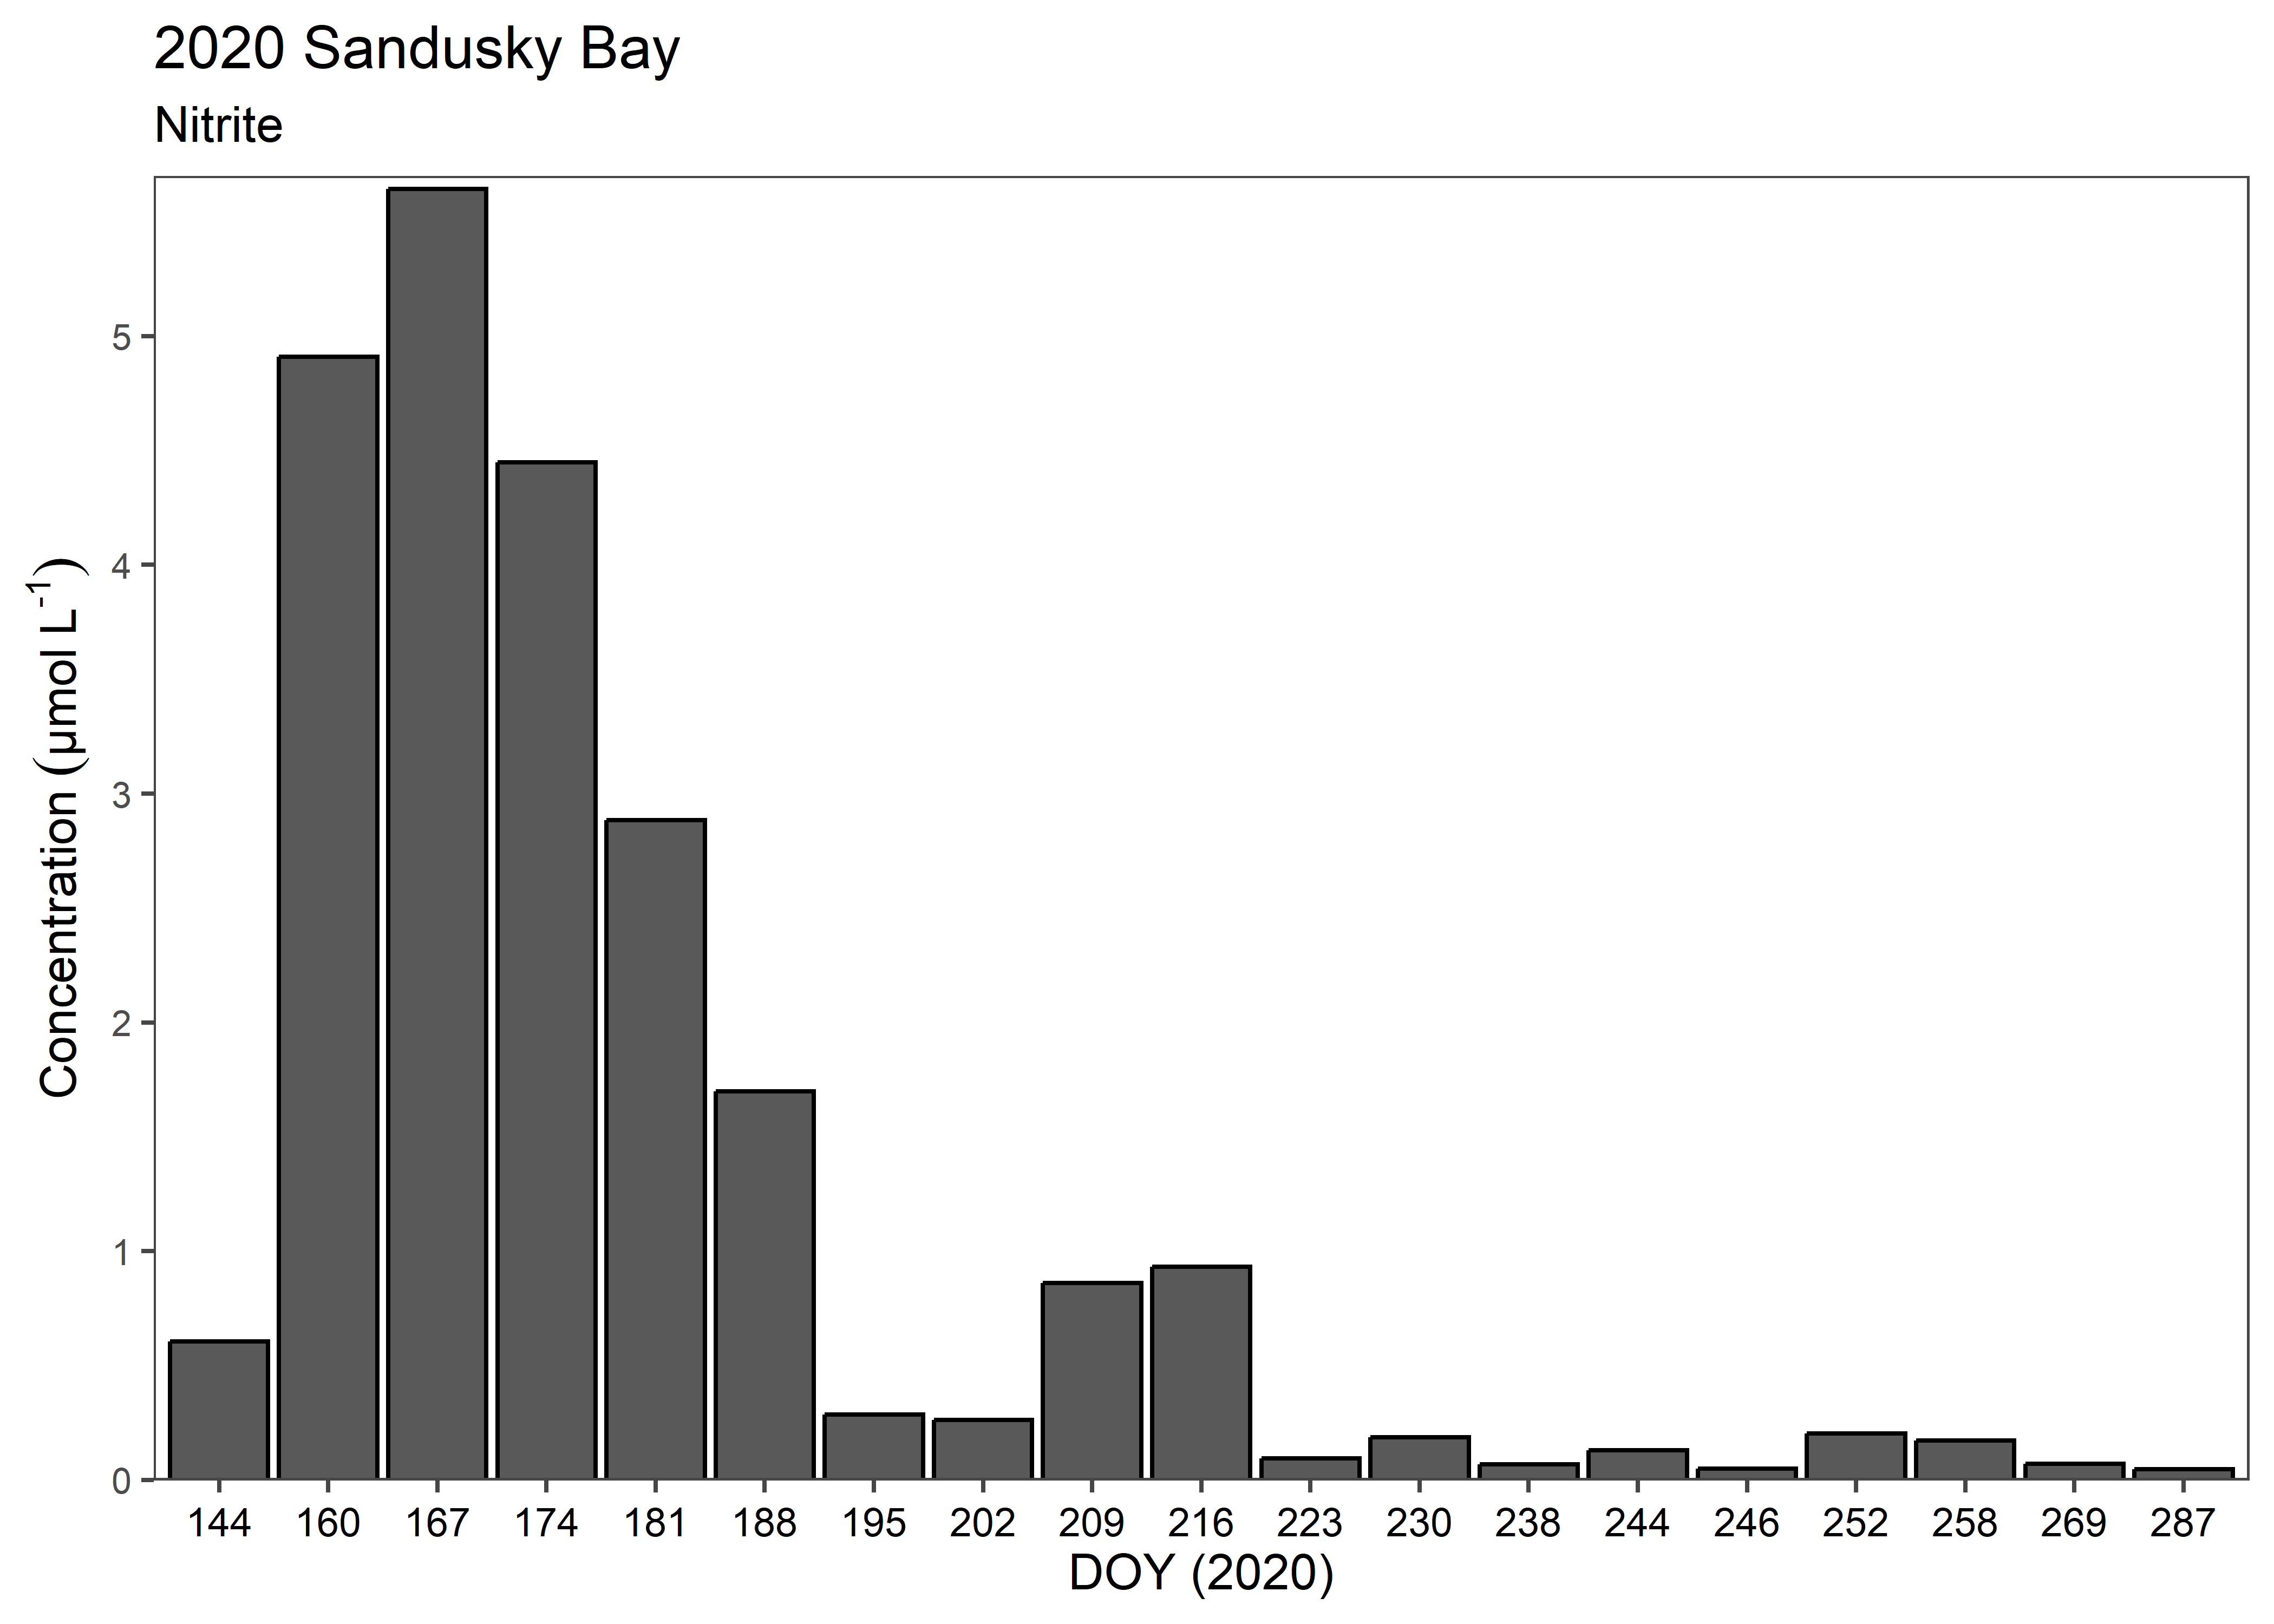 2020 Sandusky Bay
Nitrite
Concentration (µmol L⁻¹)
5
4
3
2
1
0
144 160 167 174 181 188 195 202 209 216 223 230 238 244 246 252 258 269 287
DOY (2020)